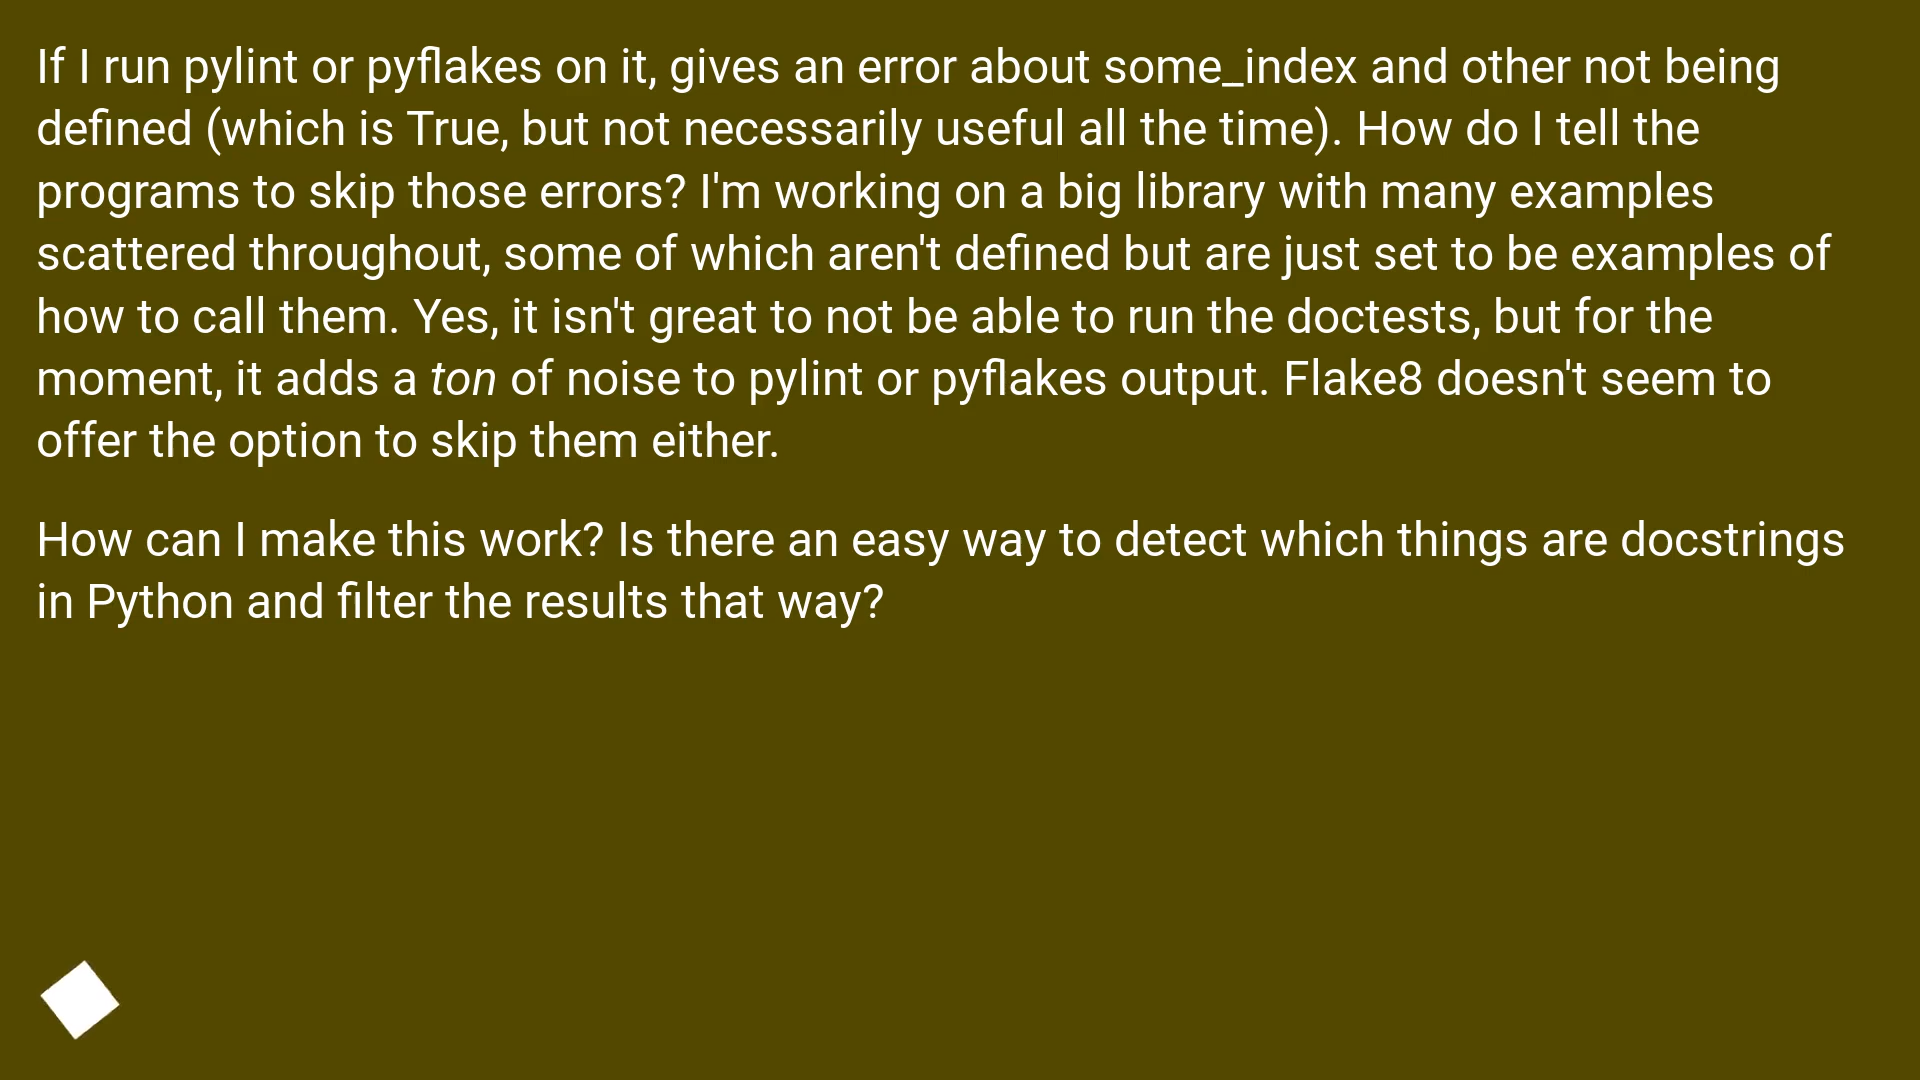 If I run pylint or pyflakes on it, gives an error about some_index and other not being
defined (which is True, but not necessarily useful all the time). How do I tell the
programs to skip those errors? I'm working on a big library with many examples
scattered throughout, some of which aren't defined but are just set to be examples of
how to call them. Yes, it isn't great to not be able to run the doctests, but for the
moment, it adds a ton of noise to pylint or pyflakes output. Flake8 doesn't seem to
offer the option to skip them either.
How can I make this work? Is there an easy way to detect which things are docstrings
in Python and filter the results that way?